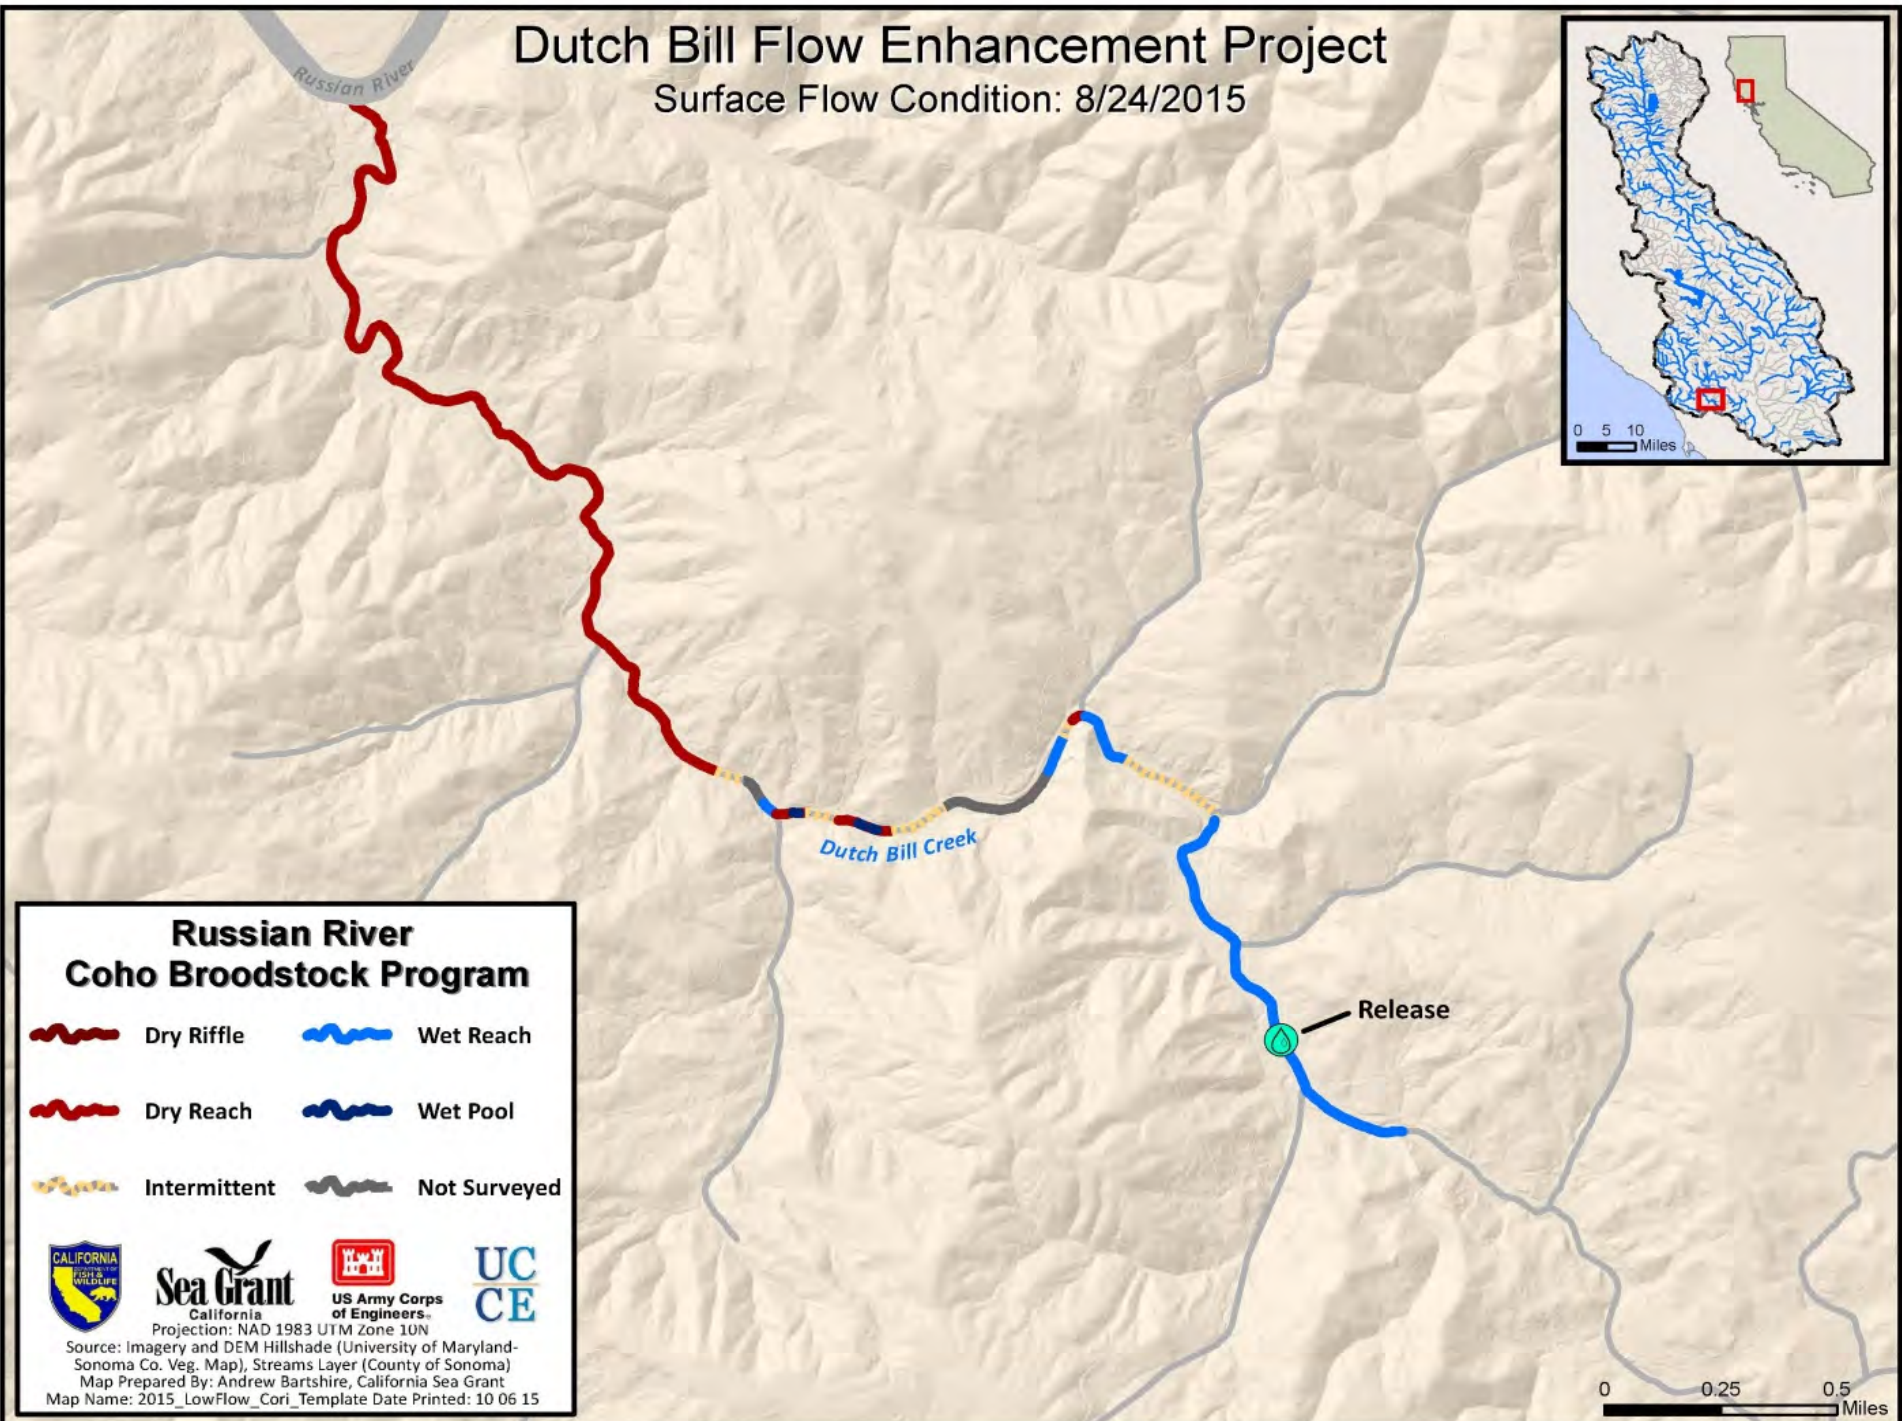 Dutch Bill Flow Enhancement Project
Surface Flow Condition: 8/24/2015
Russian River
0 5 10
Miles
Dutch Bill Creek
Release
Russian River
Coho Broodstock Program
Dry Riffle
Wet Reach
Dry Reach
Wet Pool
Intermittent
Not Surveyed
CALIFORNIA
DEPARTMENT OF
FISH &
WILDLIFE
Sea Grant
California
US Army Corps
of Engineers®
UC
CE
Projection: NAD 1983 UTM Zone 10N
Source: Imagery and DEM Hillshade (University of Maryland-
Sonoma Co. Veg. Map), Streams Layer (County of Sonoma)
Map Prepared By: Andrew Bartshire, California Sea Grant
Map Name: 2015_LowFlow_Cori_Template Date Printed: 10 06 15
0 0.25 0.5
Miles